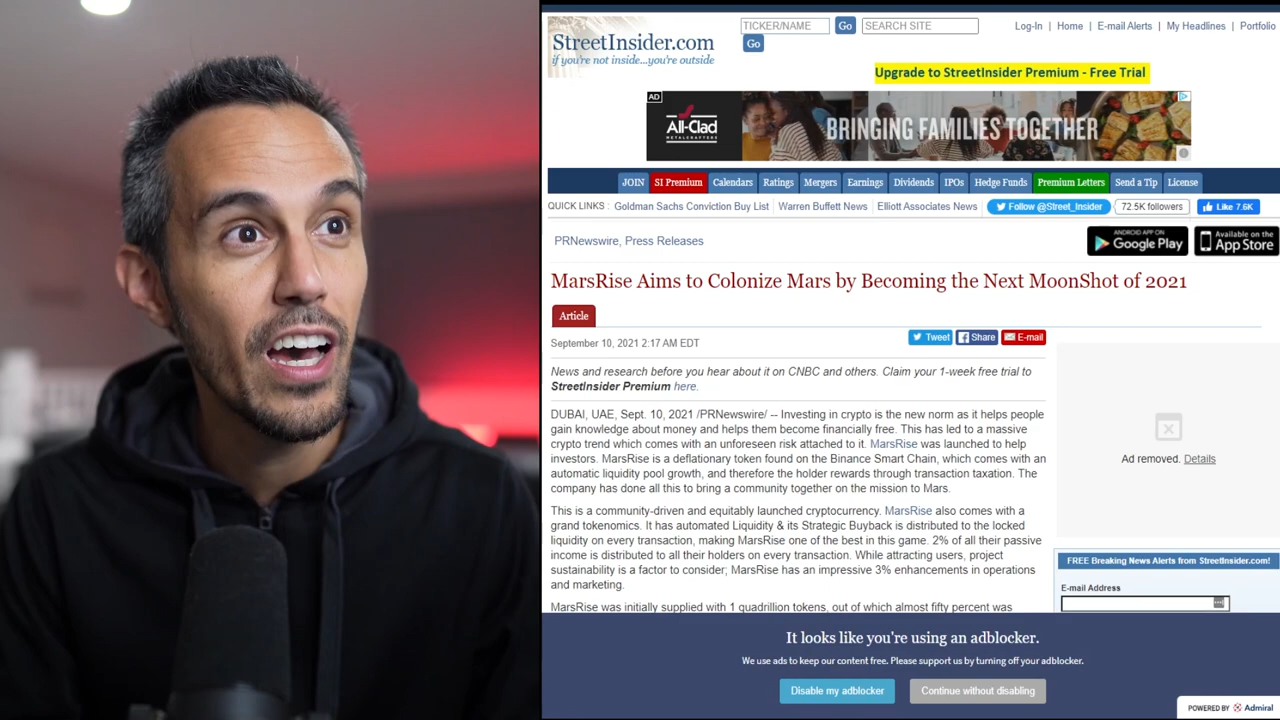 StreetInsider.com
if you're not inside...you're outside
TICKER/NAME
Go
SEARCH SITE
Go
Log-In | Home | E-mail Alerts | My Headlines | Portfolio
Upgrade to StreetInsider Premium - Free Trial
AD
All-Clad
METALCRAFTERS
BRINGING FAMILIES TOGETHER
JOIN SI Premium Calendars Ratings Mergers Earnings Dividends IPOs Hedge Funds Premium Letters Send a Tip License
QUICK LINKS : Goldman Sachs Conviction Buy List Warren Buffett News Elliott Associates News Follow @Street_Insider 72.5K followers Like 7.6K
PRNewswire, Press Releases
ANDROID APP ON
Google Play
Available on the
App Store
MarsRise Aims to Colonize Mars by Becoming the Next MoonShot of 2021
Article
September 10, 2021 2:17 AM EDT
Tweet Share E-mail
News and research before you hear about it on CNBC and others. Claim your 1-week free trial to
StreetInsider Premium here.
DUBAI, UAE, Sept. 10, 2021 /PRNewswire/ -- Investing in crypto is the new norm as it helps people
gain knowledge about money and helps them become financially free. This has led to a massive
crypto trend which comes with an unforeseen risk attached to it. MarsRise was launched to help
investors. MarsRise is a deflationary token found on the Binance Smart Chain, which comes with an
automatic liquidity pool growth, and therefore the holder rewards through transaction taxation. The
company has done all this to bring a community together on the mission to Mars.
This is a community-driven and equitably launched cryptocurrency. MarsRise also comes with a
grand tokenomics. It has automated Liquidity & its Strategic Buyback is distributed to the locked
liquidity on every transaction, making MarsRise one of the best in this game. 2% of all their passive
income is distributed to all their holders on every transaction. While attracting users, project
sustainability is a factor to consider; MarsRise has an impressive 3% enhancements in operations
and marketing.
MarsRise was initially supplied with 1 quadrillion tokens, out of which almost fifty percent was
Ad removed. Details
FREE Breaking News Alerts from StreetInsider.com!
E-mail Address
It looks like you're using an adblocker.
We use ads to keep our content free. Please support us by turning off your adblocker.
Disable my adblocker
Continue without disabling
POWERED BY Admiral